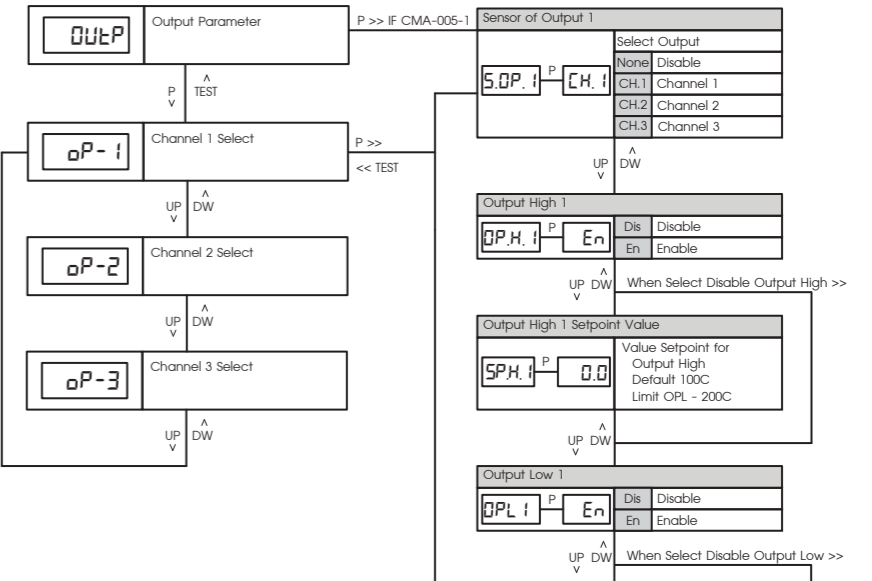 OUtP
Output Parameter
P >> IF CMA-005-1
P
v
^
TEST
oP-1
Channel 1 Select
P >>
<< TEST
UP
v
^
DW
oP-2
Channel 2 Select
UP
v
^
DW
oP-3
Channel 3 Select
UP
v
^
DW
Sensor of Output 1
S.OP.1
P
CH.1
Select Output
None Disable
CH.1 Channel 1
CH.2 Channel 2
CH.3 Channel 3
UP
v
^
DW
Output High 1
OP.H.1
P
En
Dis Disable
En Enable
UP
v
^
DW
When Select Disable Output High >>
Output High 1 Setpoint Value
SP.H.1
P
0.0
Value Setpoint for
Output High
Default 100C
Limit OPL - 200C
UP
v
^
DW
Output Low 1
OPL 1
P
En
Dis Disable
En Enable
UP
v
^
DW
When Select Disable Output Low >>